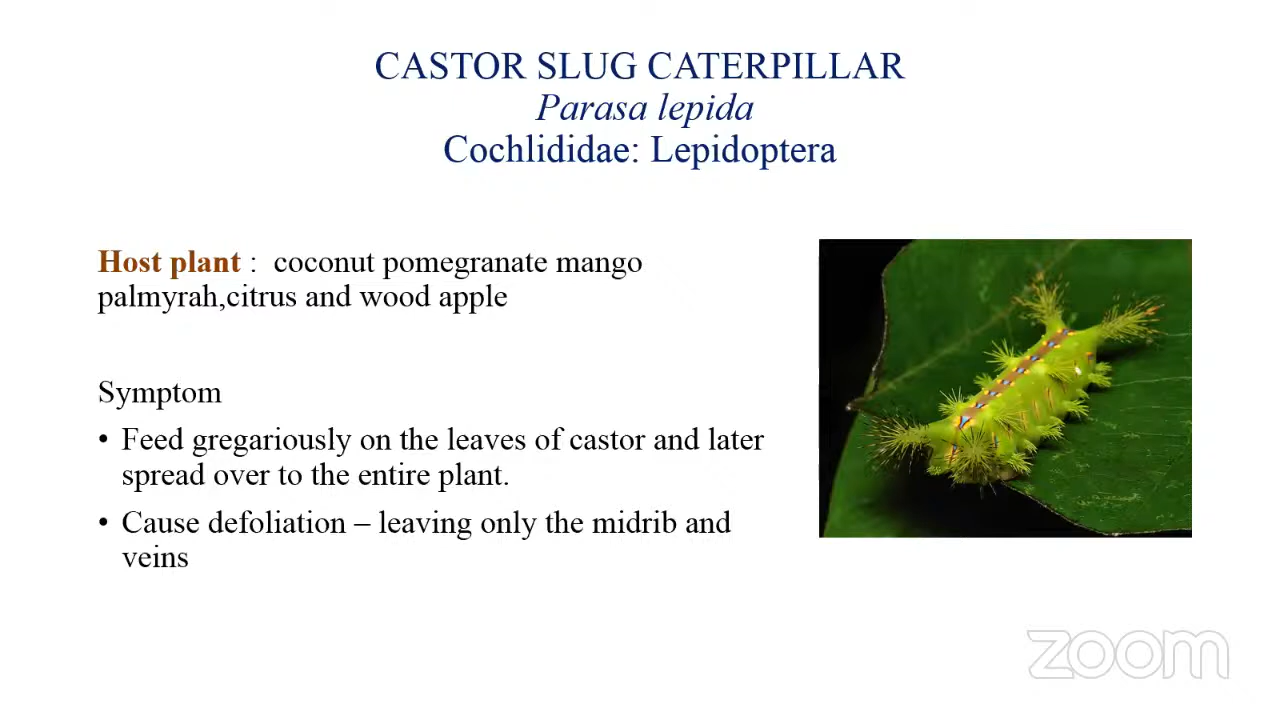 CASTOR SLUG CATERPILLAR
Parasa lepida
Cochlididae: Lepidoptera
Host plant :  coconut pomegranate mango
palmyrah,citrus and wood apple
Symptom
• Feed gregariously on the leaves of castor and later
spread over to the entire plant.
• Cause defoliation – leaving only the midrib and
veins
zoom